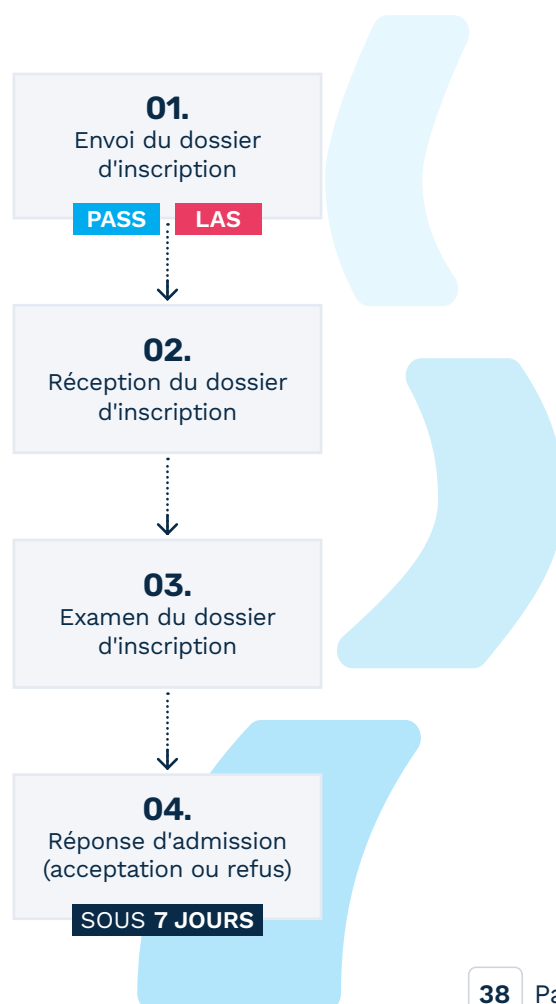 01.
Envoi du dossier
d'inscription
PASS LAS
02.
Réception du dossier
d'inscription
03.
Examen du dossier
d'inscription
04.
Réponse d'admission
(acceptation ou refus)
SOUS 7 JOURS
38